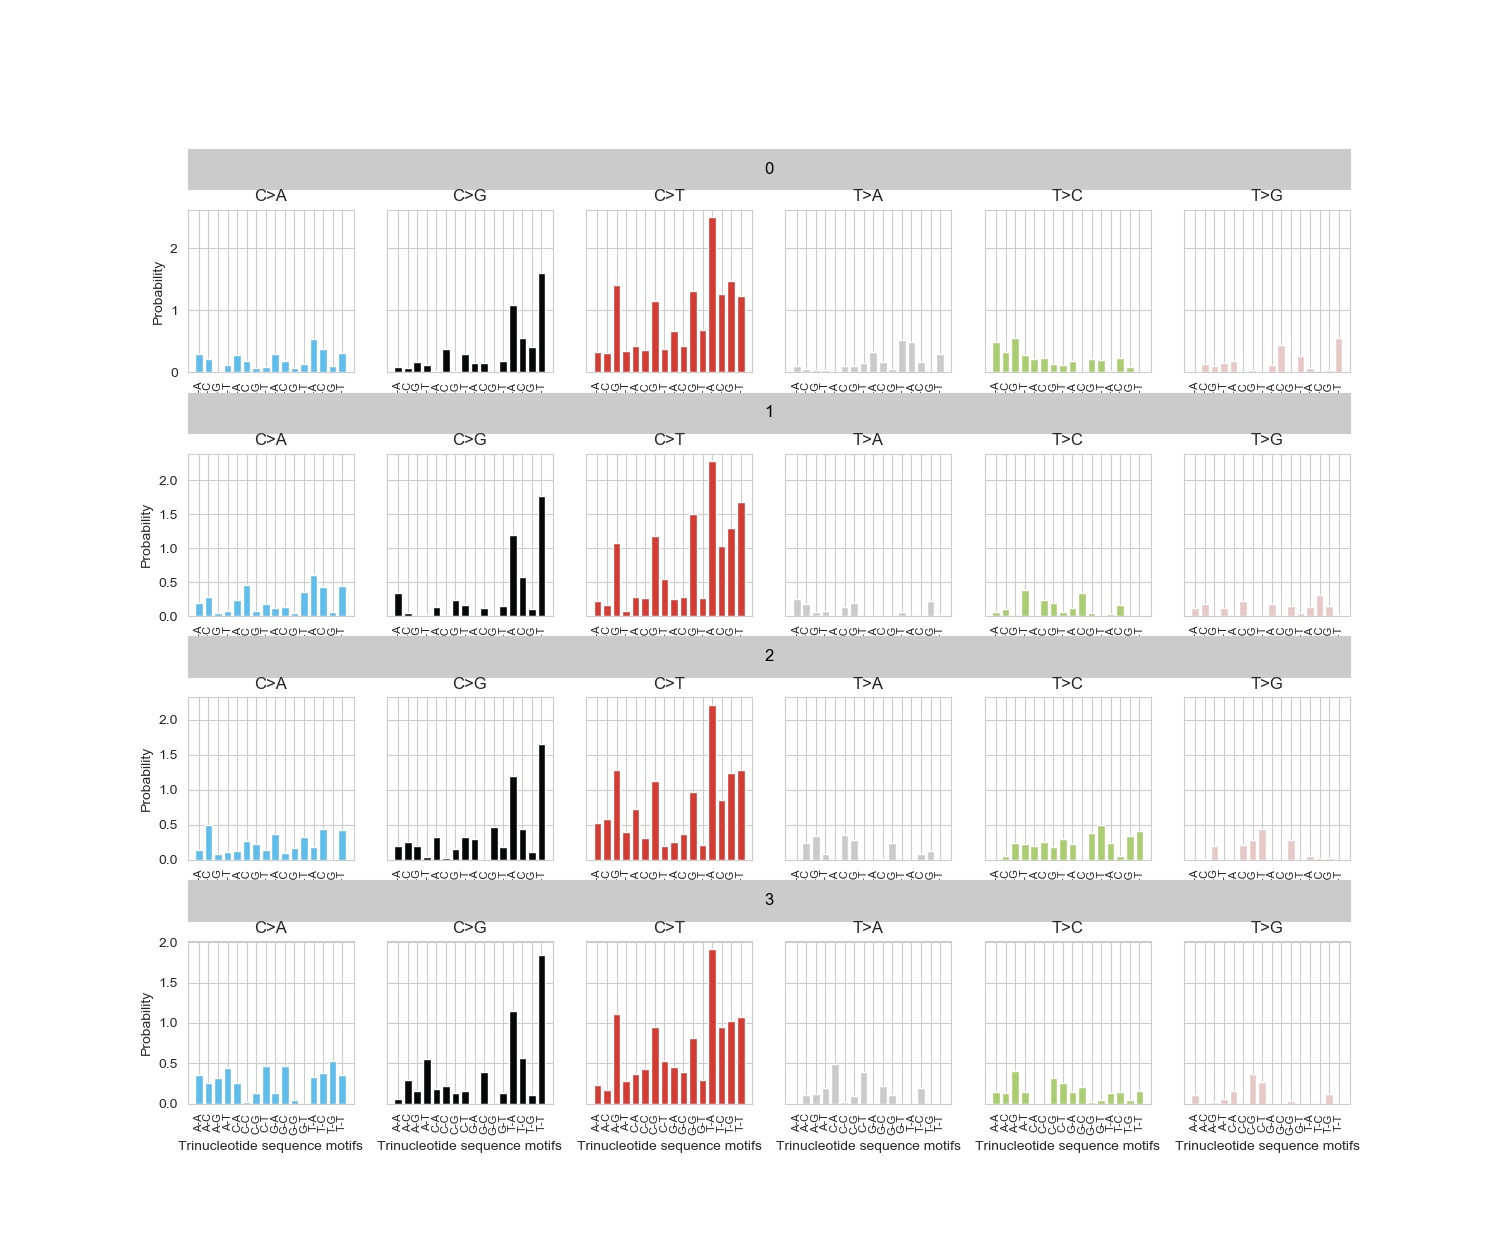 0
C>A C>G C>T T>A T>C T>G
Probability
2
1
0
1
C>A C>G C>T T>A T>C T>G
Probability
2.0
1.5
1.0
0.5
0.0
2
C>A C>G C>T T>A T>C T>G
Probability
2.0
1.5
1.0
0.5
0.0
3
C>A C>G C>T T>A T>C T>G
Probability
2.0
1.5
1.0
0.5
0.0
A-A A-C A-G A-T C-A C-C C-G C-T G-A G-C G-G G-T T-A T-C T-G T-T
A-A A-C A-G A-T C-A C-C C-G C-T G-A G-C G-G G-T T-A T-C T-G T-T
A-A A-C A-G A-T C-A C-C C-G C-T G-A G-C G-G G-T T-A T-C T-G T-T
A-A A-C A-G A-T C-A C-C C-G C-T G-A G-C G-G G-T T-A T-C T-G T-T
A-A A-C A-G A-T C-A C-C C-G C-T G-A G-C G-G G-T T-A T-C T-G T-T
A-A A-C A-G A-T C-A C-C C-G C-T G-A G-C G-G G-T T-A T-C T-G T-T
Trinucleotide sequence motifs Trinucleotide sequence motifs Trinucleotide sequence motifs Trinucleotide sequence motifs Trinucleotide sequence motifs Trinucleotide sequence motifs